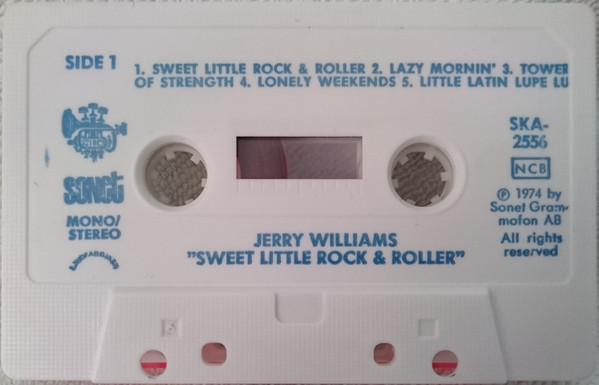 SIDE 1
1. SWEET LITTLE ROCK & ROLLER 2. LAZY MORNIN' 3. TOWER
OF STRENGTH 4. LONELY WEEKENDS 5. LITTLE LATIN LUPE LU
SONET
MONO/
STEREO
SKA-
2556
NCB
℗ 1974 by
Sonet Gram-
mofon AB
All rights
reserved
JERRY WILLIAMS
"SWEET LITTLE ROCK & ROLLER"
A